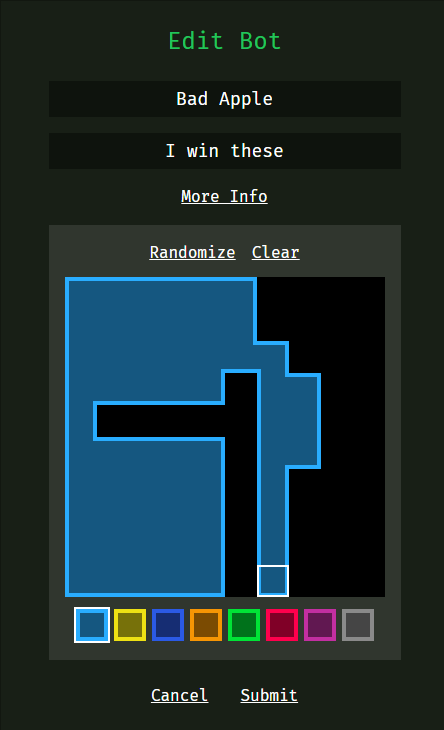 Edit Bot
Bad Apple
I win these
More Info
Randomize Clear
Cancel Submit